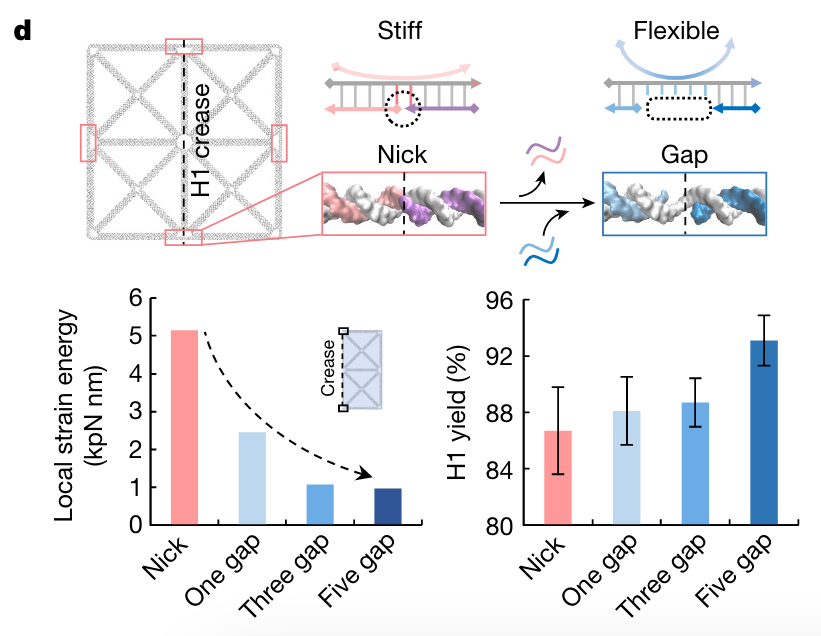 d
Stiff
Flexible
H1 crease
Nick
Gap
6
5
4
3
2
1
0
Local strain energy
(kpN nm)
Crease
Nick
One gap
Three gap
Five gap
96
92
88
84
80
H1 yield (%)
Nick
One gap
Three gap
Five gap